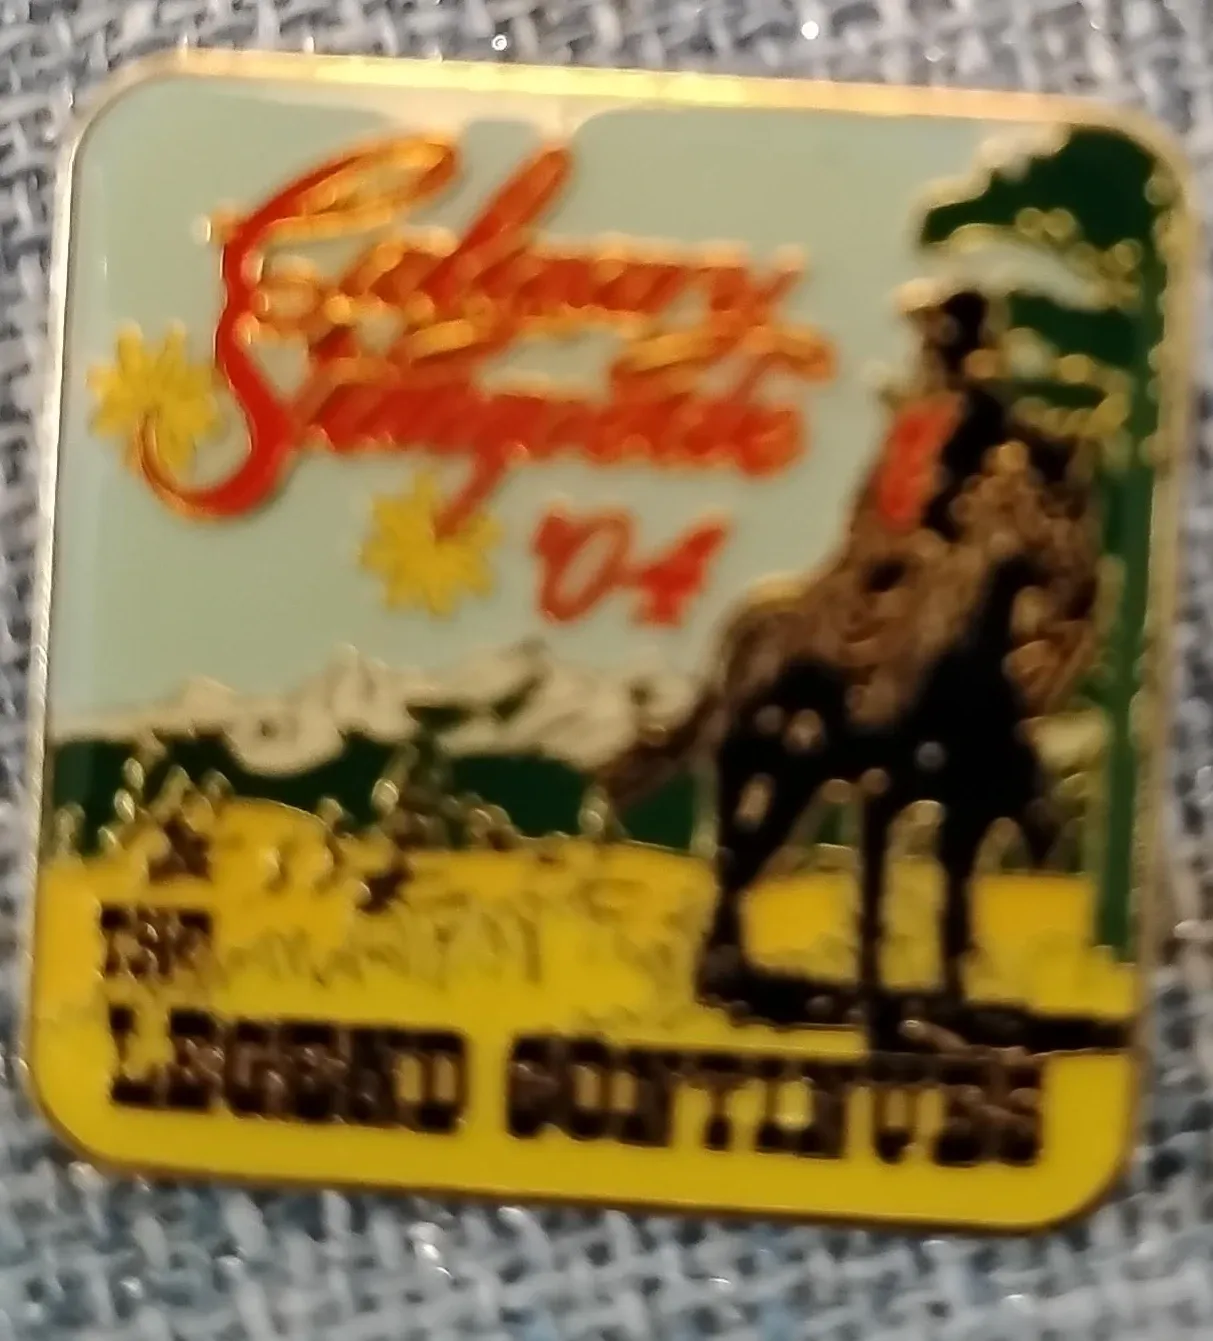 Calgary
Stampede
'04
THE
LEGEND CONTINUES